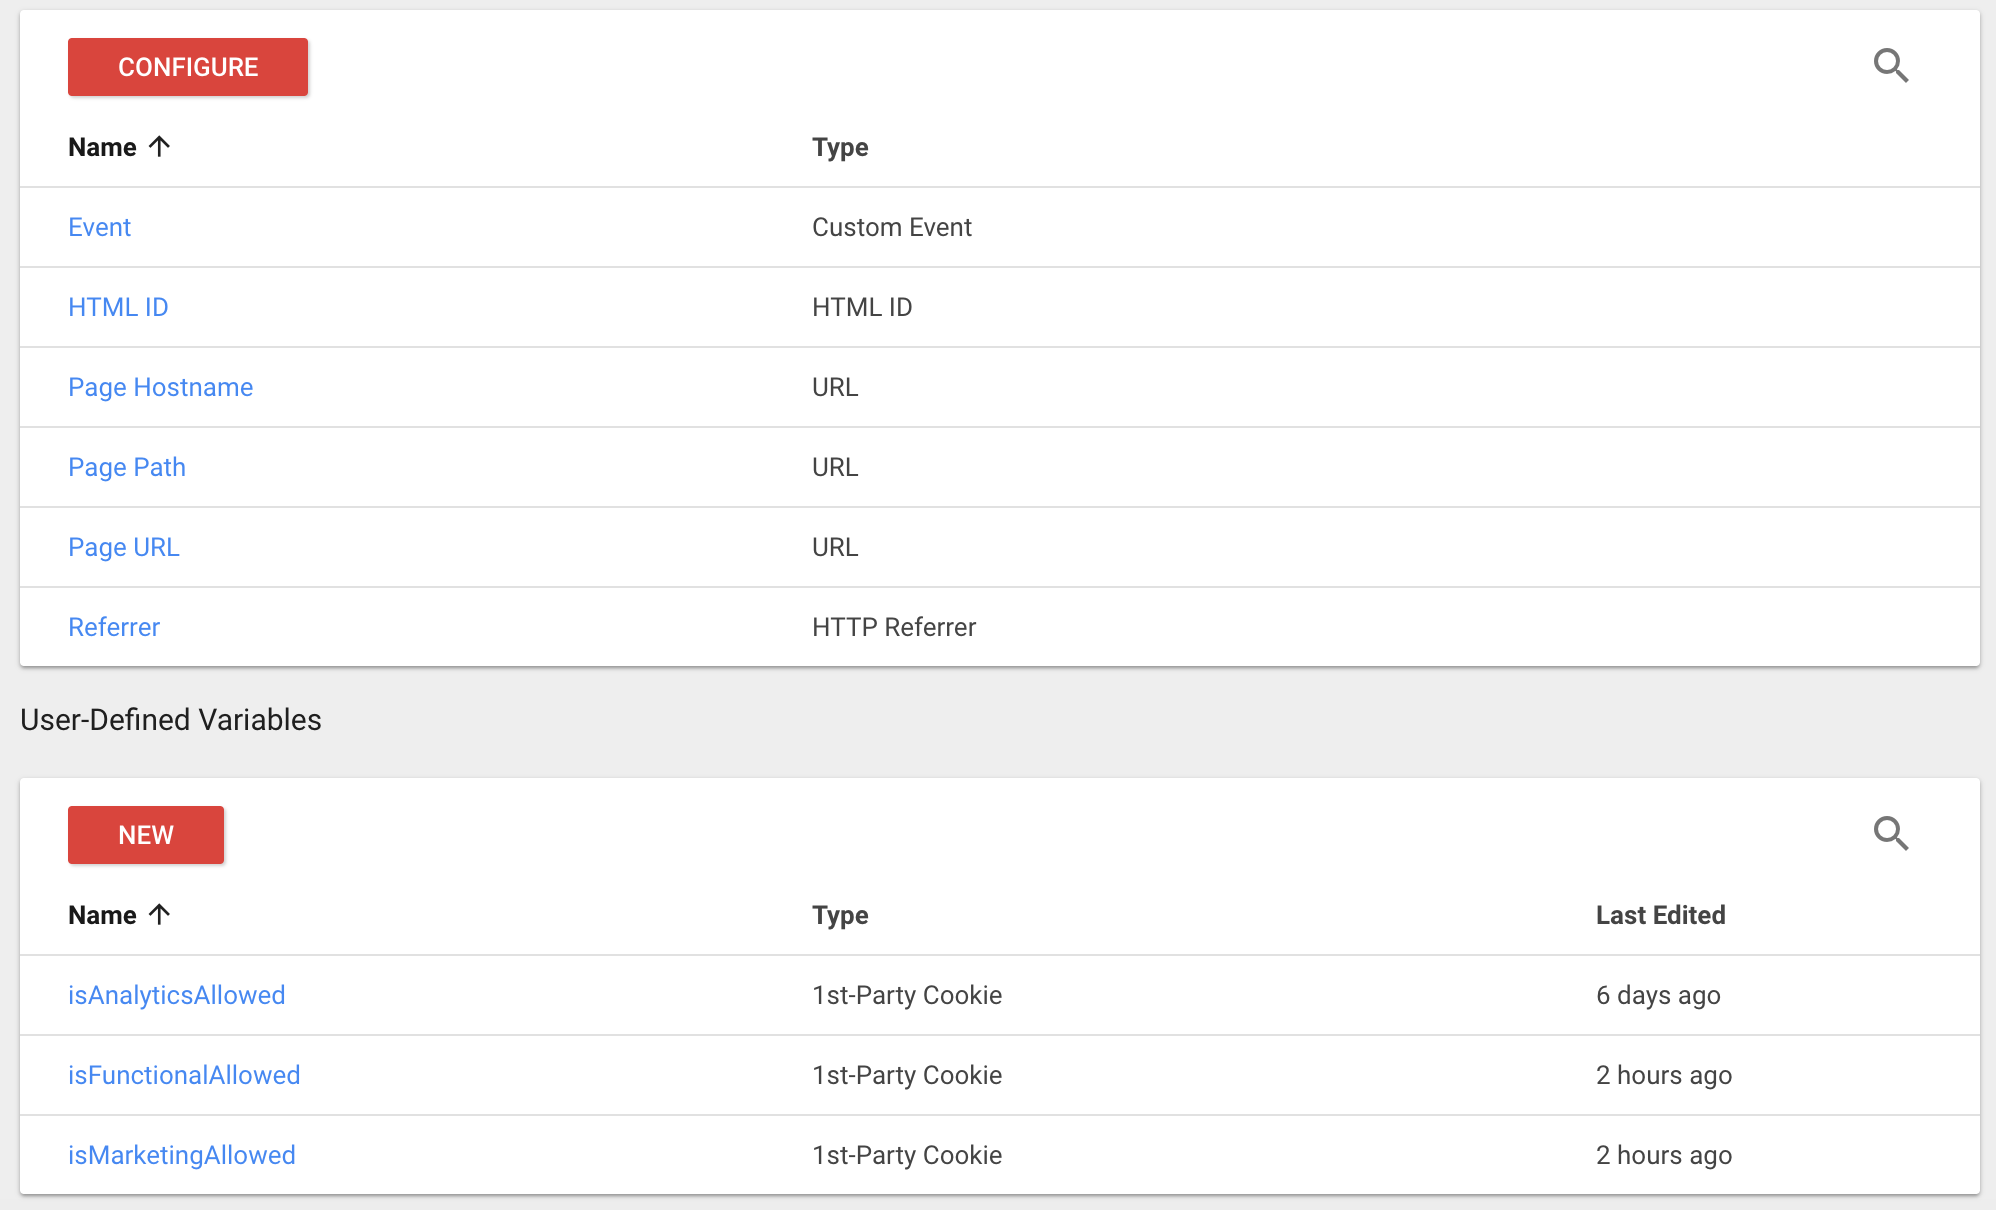 CONFIGURE
Name Type
Event Custom Event
HTML ID HTML ID
Page Hostname URL
Page Path URL
Page URL URL
Referrer HTTP Referrer
User-Defined Variables
NEW
Name Type Last Edited
isAnalyticsAllowed 1st-Party Cookie 6 days ago
isFunctionalAllowed 1st-Party Cookie 2 hours ago
isMarketingAllowed 1st-Party Cookie 2 hours ago